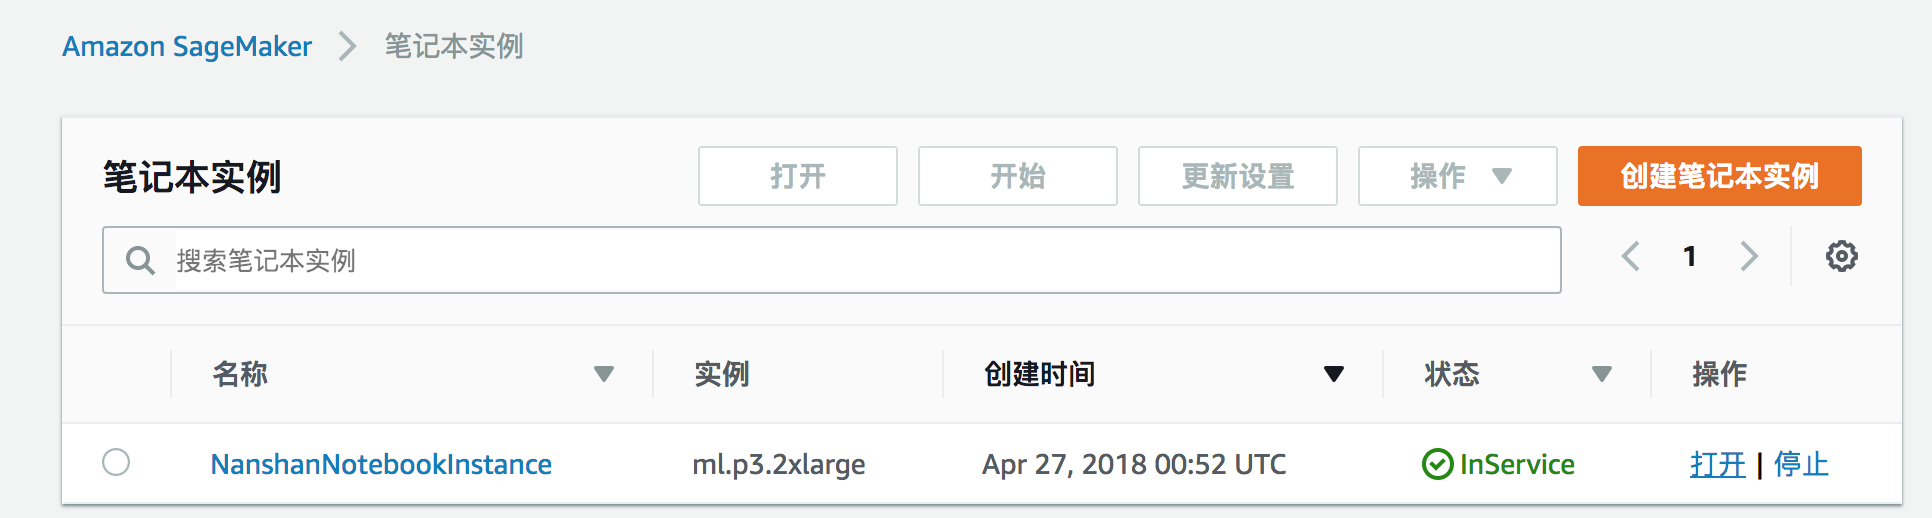 Amazon SageMaker > 笔记本实例
笔记本实例 打开 开始 更新设置 操作 创建笔记本实例
搜索笔记本实例 1
名称 实例 创建时间 状态 操作
NanshanNotebookInstance ml.p3.2xlarge Apr 27, 2018 00:52 UTC InService 打开 | 停止